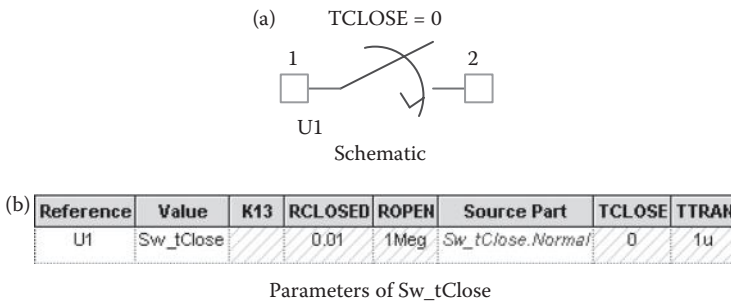 (a) TCLOSE = 0
1 2
U1
Schematic
(b) Reference Value K13 RCLOSED ROPEN Source Part TCLOSE TTRAN
U1 Sw_tClose 0.01 1Meg Sw_tClose.Normal 0 1u
Parameters of Sw_tClose